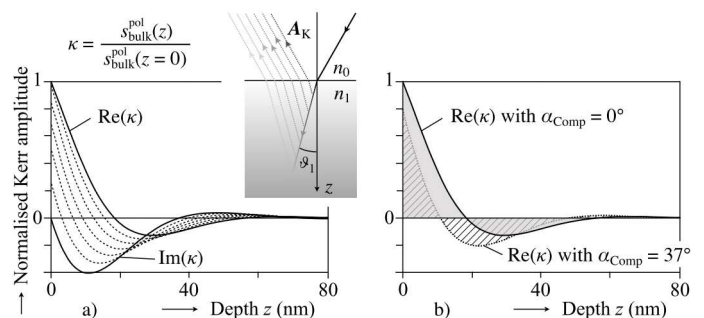 κ = s_bulk^pol(z) / s_bulk^pol(z = 0)
A_K
n_0
n_1
ϑ_1
z
Normalised Kerr amplitude
1
0
Re(κ)
Im(κ)
0
40
80
a)
Depth z (nm)
1
0
Re(κ) with α_Comp = 0°
Re(κ) with α_Comp = 37°
0
40
80
b)
Depth z (nm)